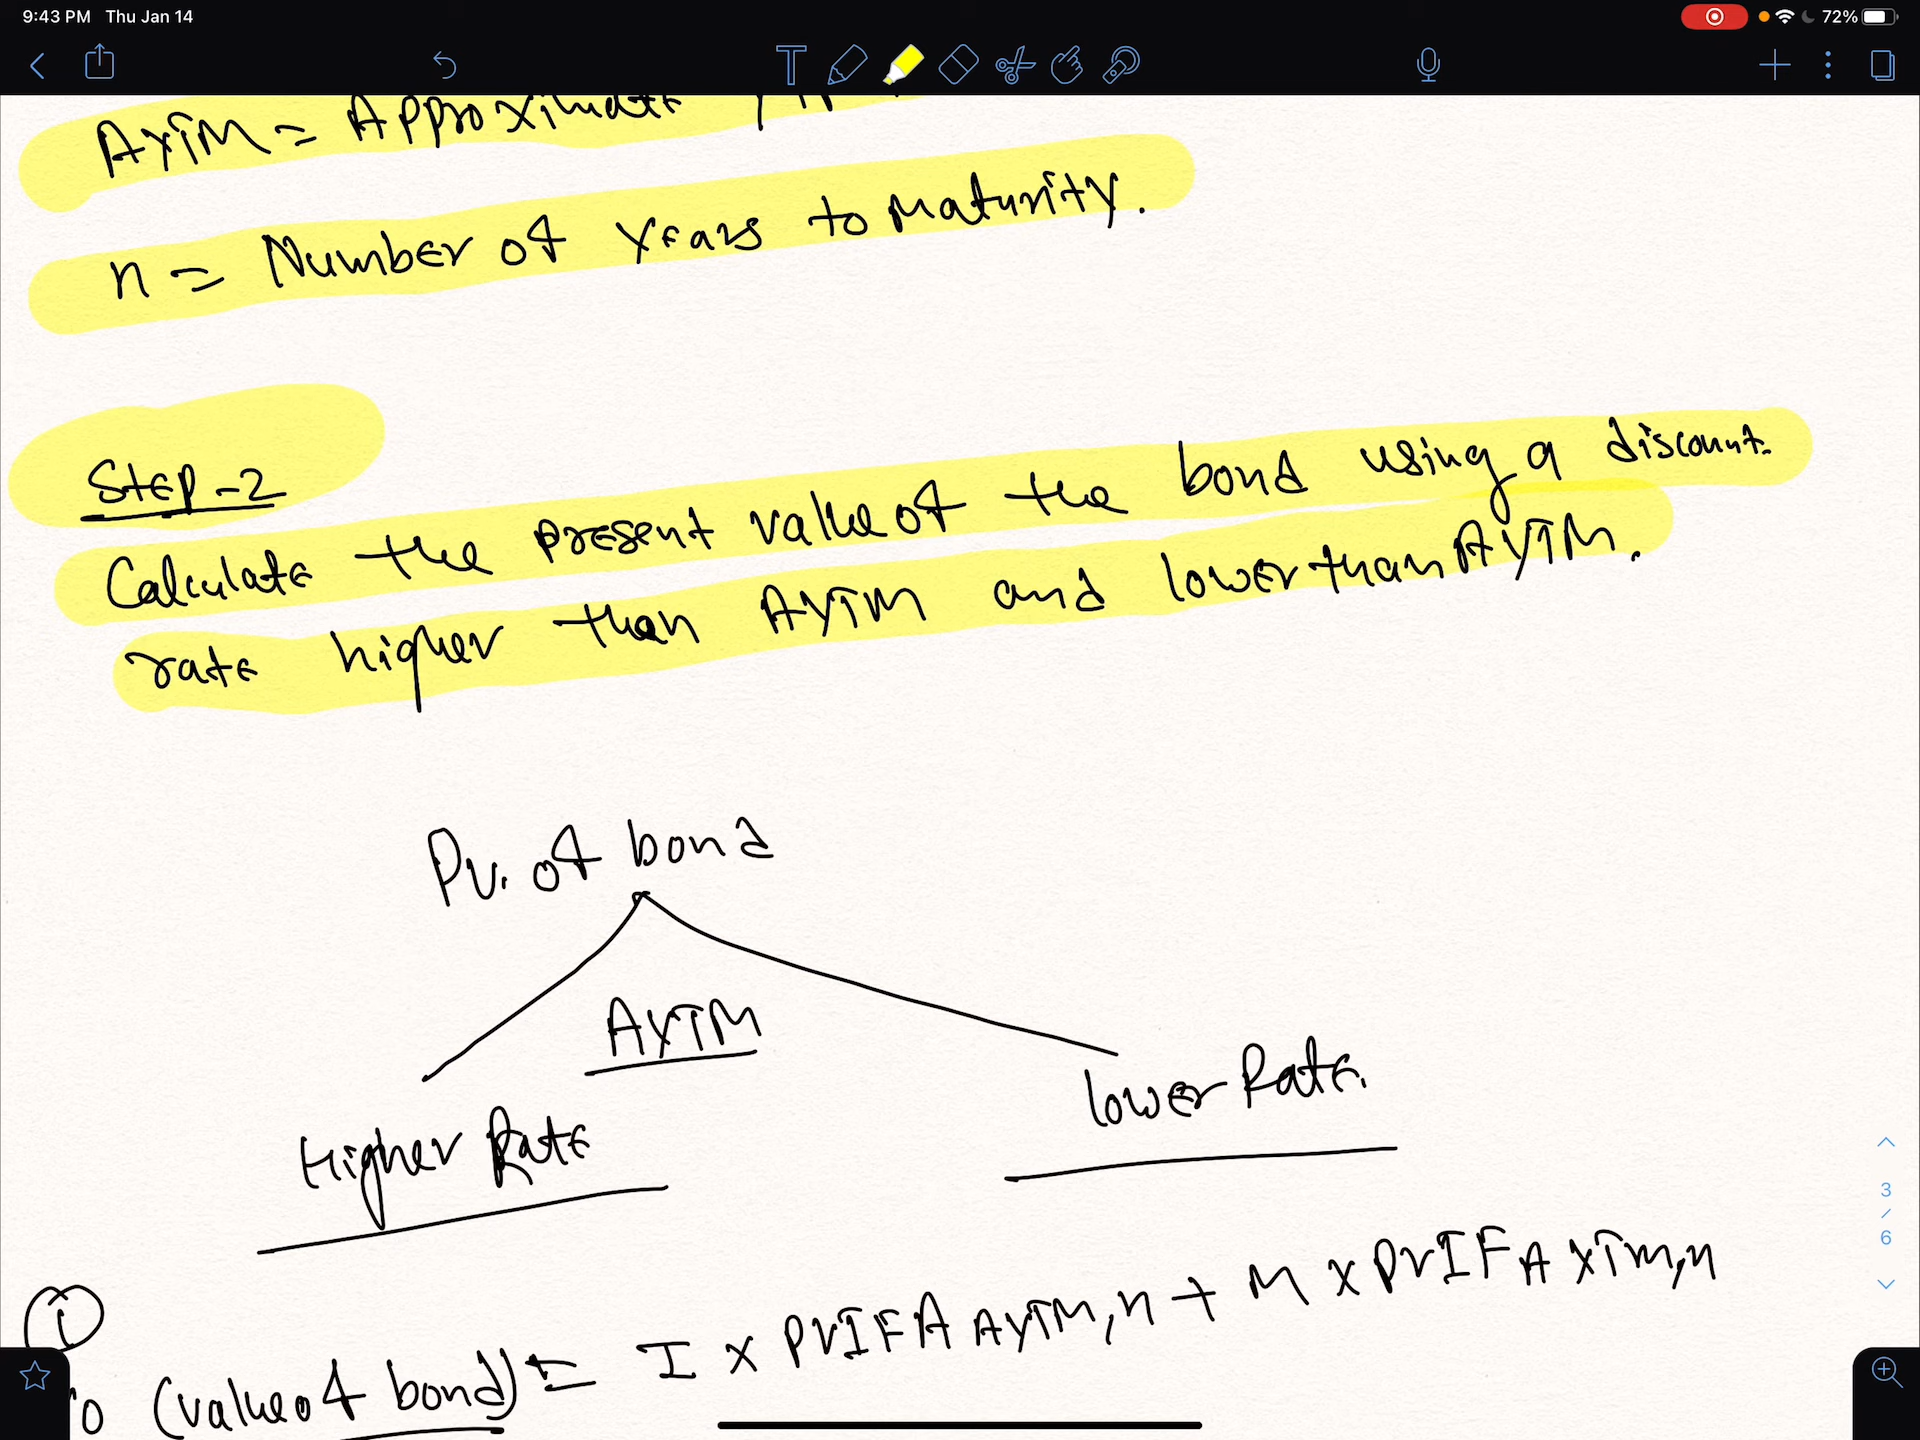 9:43 PM Thu Jan 14
72%
AYTM = Approximate
n = Number of Years to Maturity.
Step-2
Calculate the present value of the bond using a discount
rate higher than AYTM and lower than AYTM.
Pv. of bond
AYTM
Higher Rate
lower Rate.
3
/
6
1
(value of bond) = I x PVIFA AYTM,n + M x PVIF AYTM,n